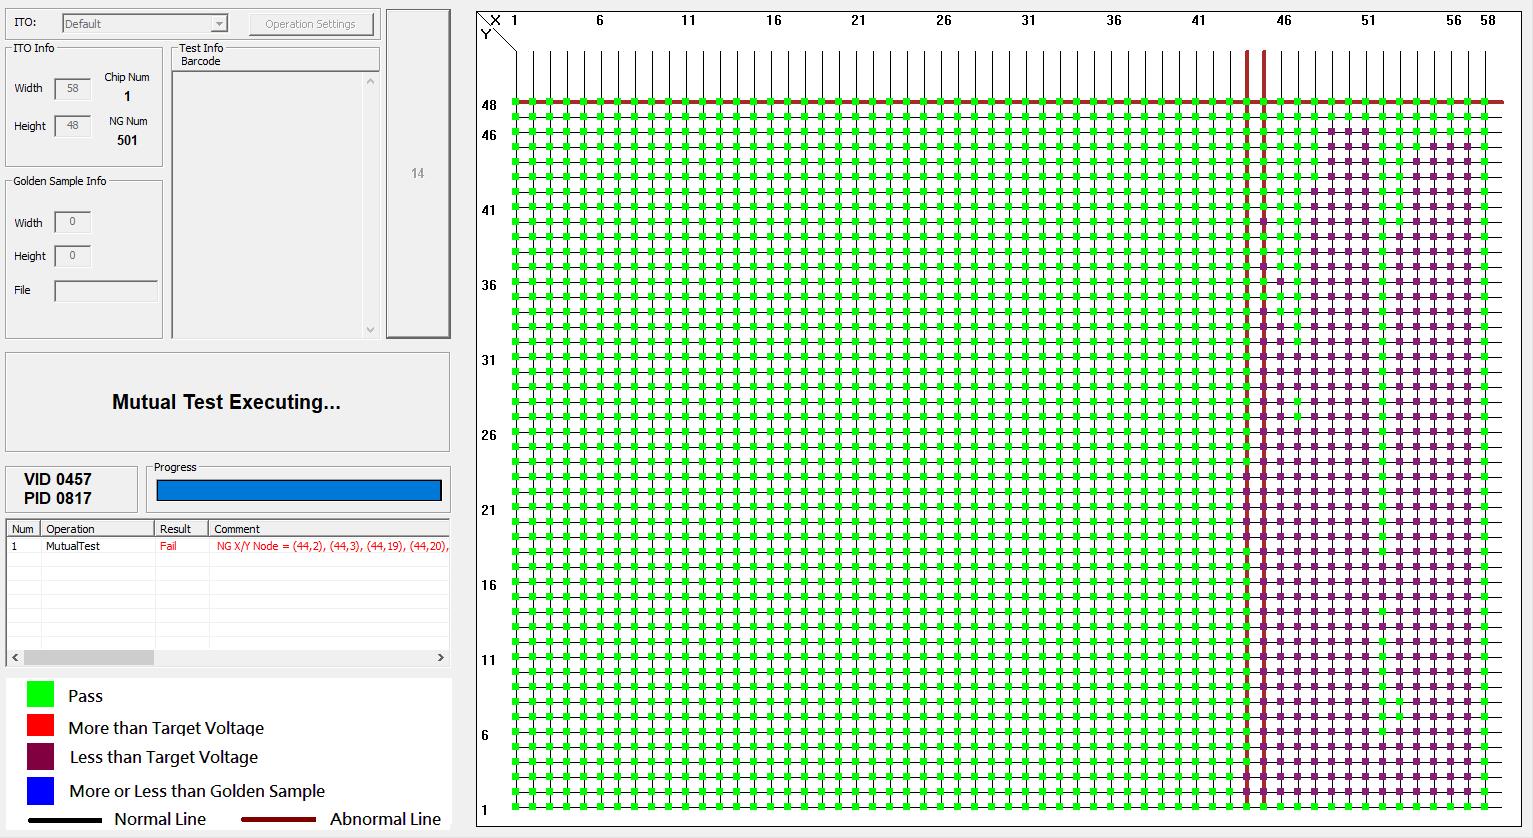 ITO:
Default
Operation Settings
ITO Info
Width 58
Chip Num
1
Height 48
NG Num
501
Test Info
Barcode
Golden Sample Info
Width 0
Height 0
File
14
Mutual Test Executing...
VID 0457
PID 0817
Progress
Num Operation Result Comment
1 MutualTest Fail NG X/Y Node = (44,2), (44,3), (44,19), (44,20),
Pass
More than Target Voltage
Less than Target Voltage
More or Less than Golden Sample
Normal Line Abnormal Line
X 1 6 11 16 21 26 31 36 41 46 51 56 58
Y
48
46
41
36
31
26
21
16
11
6
1